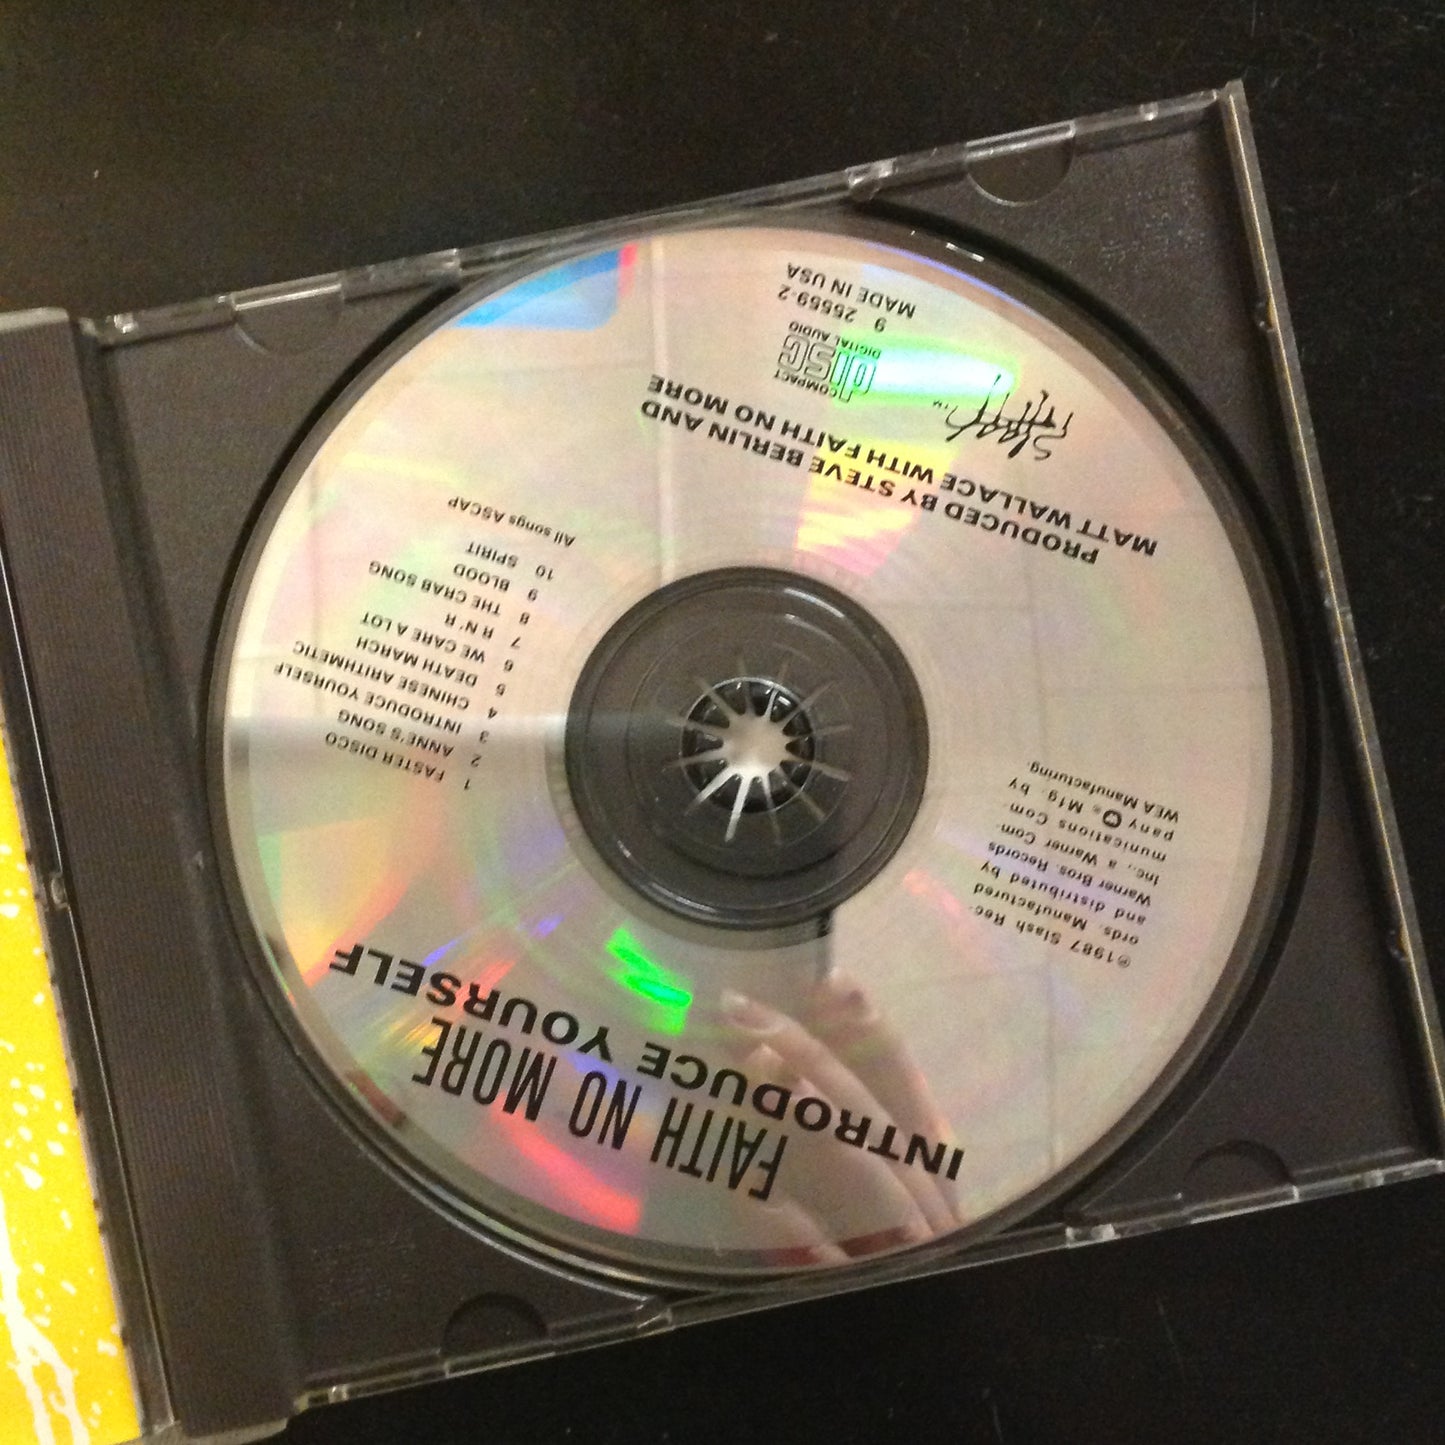 FAITH NO MORE
INTRODUCE YOURSELF
℗1987 Slash Rec-
ords. Manufactured
and distributed by
Warner Bros. Records
Inc., a Warner Com-
munications Com-
pany ® Mfg. by
WEA Manufacturing.
1 FASTER DISCO
2 ANNE'S SONG
3 INTRODUCE YOURSELF
4 CHINESE ARITHMETIC
5 DEATH MARCH
6 WE CARE A LOT
7 R N' R
8 THE CRAB SONG
9 BLOOD
10 SPIRIT
All songs ASCAP
PRODUCED BY STEVE BERLIN AND
MATT WALLACE WITH FAITH NO MORE
Slash
TM
COMPACT
disc
DIGITAL AUDIO
9 25559-2
MADE IN USA